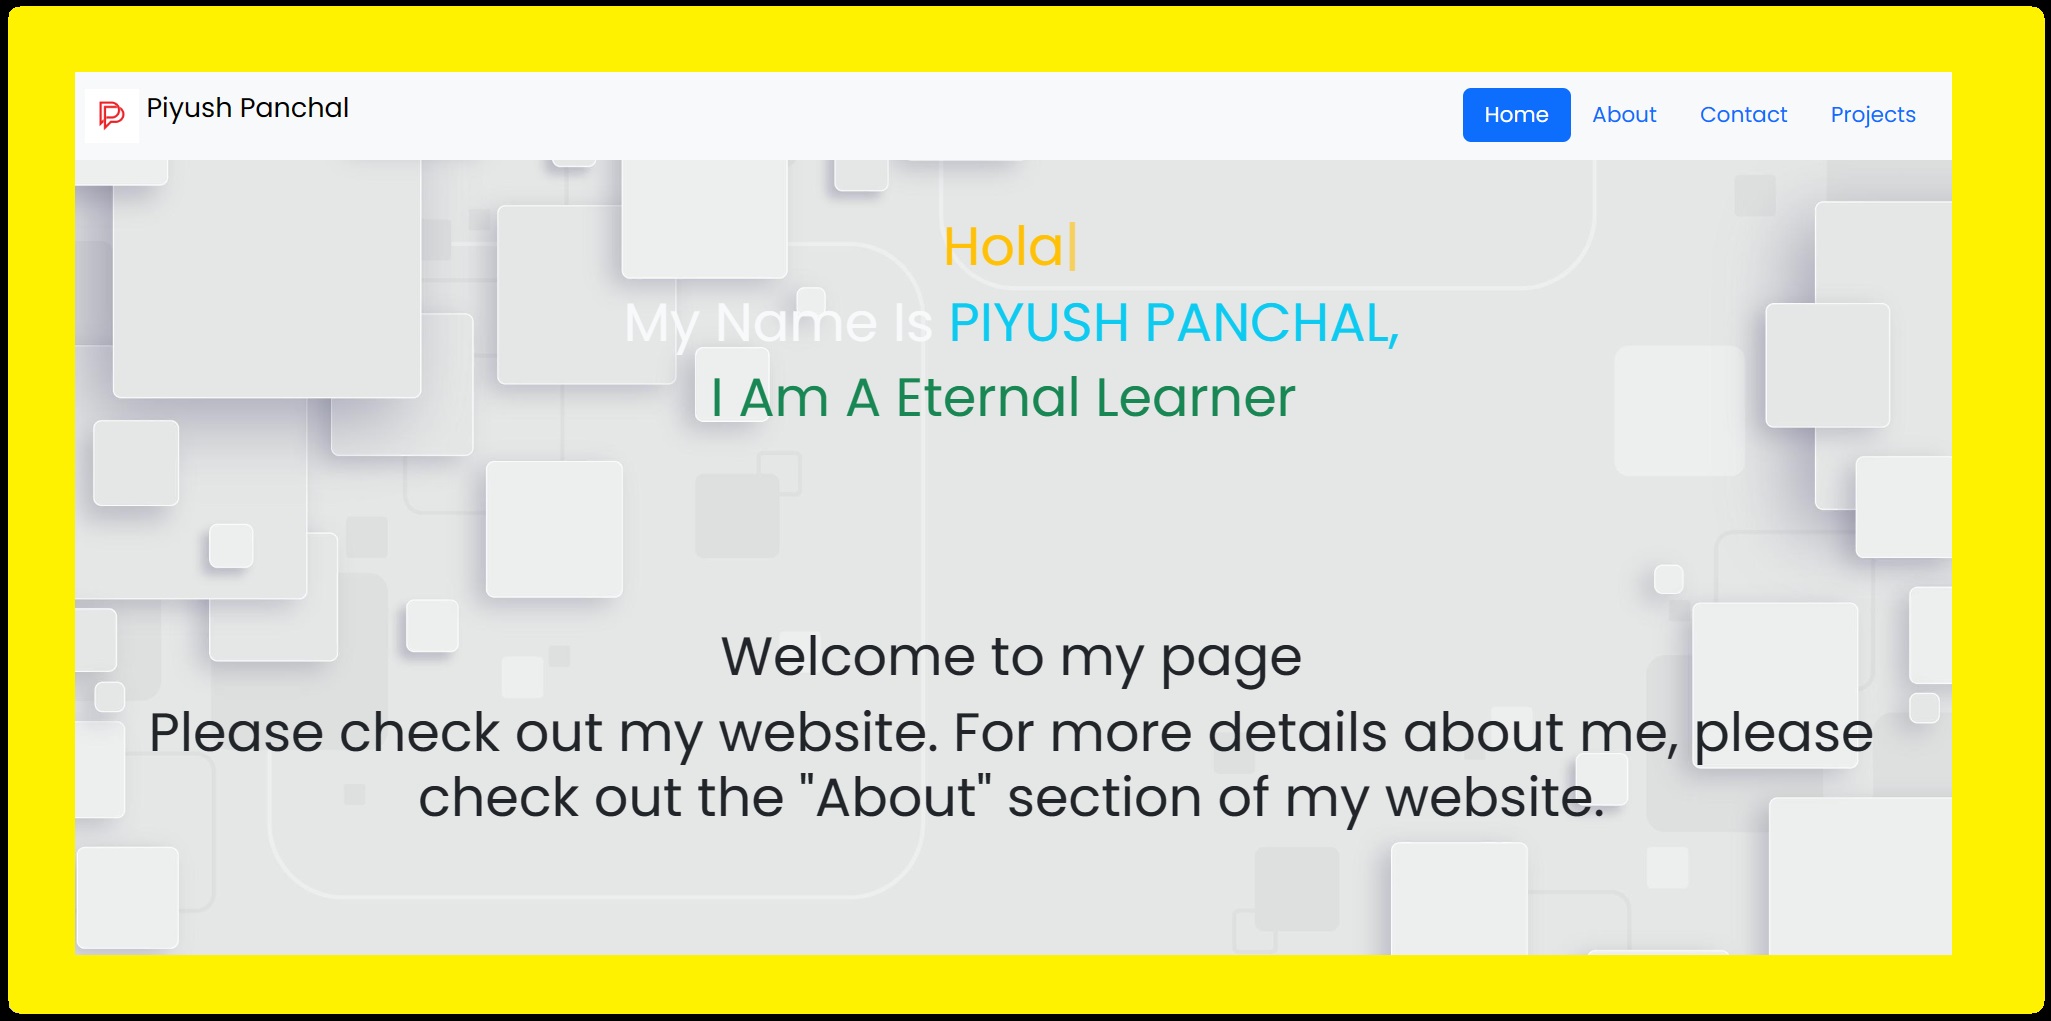 Piyush Panchal
Home About Contact Projects
Hola|
My Name Is PIYUSH PANCHAL,
I Am A Eternal Learner
Welcome to my page
Please check out my website. For more details about me, please
check out the "About" section of my website.